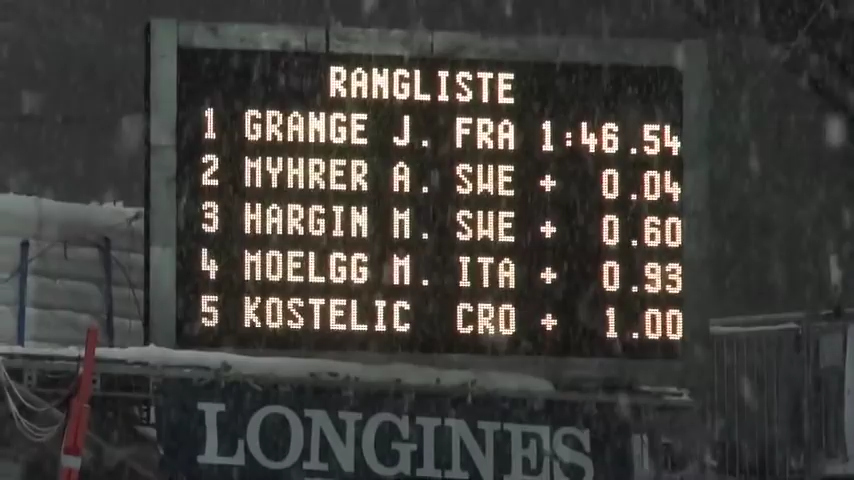 RANGLISTE
1 GRANGE J. FRA 1:46.54
2 MYHRER A. SWE + 0.04
3 HARGIN M. SWE + 0.60
4 MOELGG M. ITA + 0.93
5 KOSTELIC CRO + 1.00
LONGINES